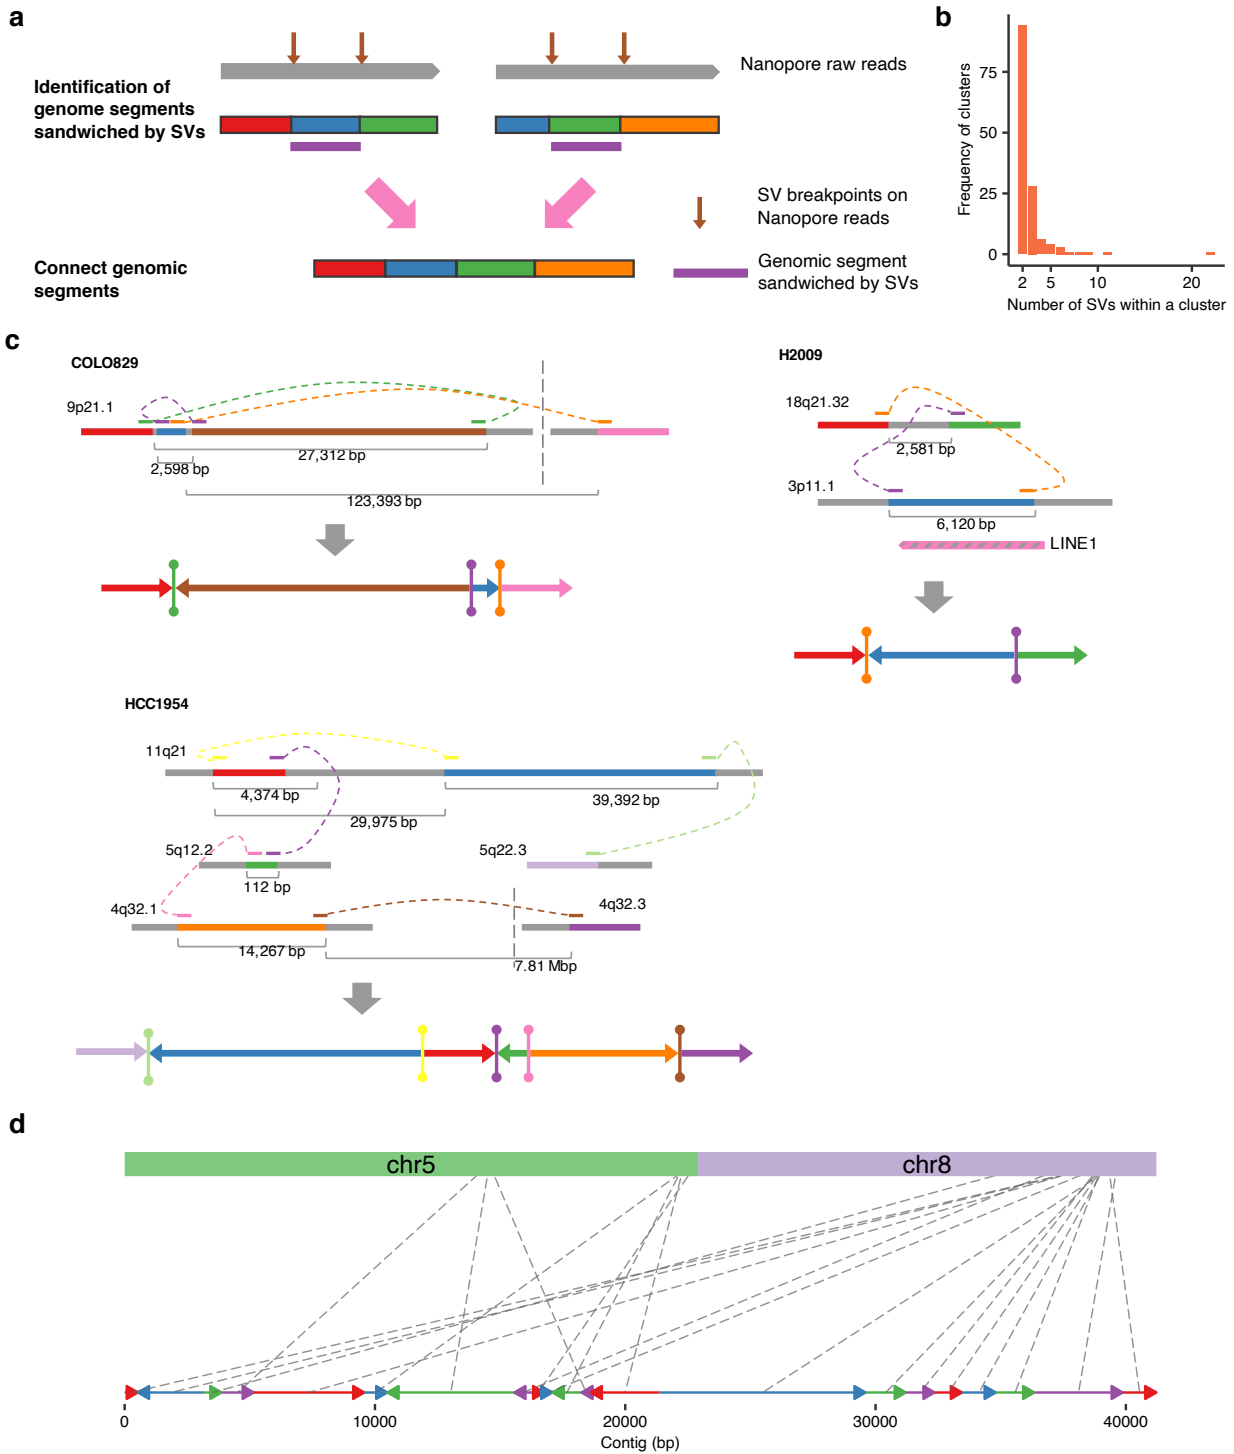 a
Identification of
genome segments
sandwiched by SVs
Nanopore raw reads
SV breakpoints on
Nanopore reads
Connect genomic
segments
Genomic segment
sandwiched by SVs
b
Frequency of clusters
75
50
25
0
2 5 10 20
Number of SVs within a cluster
c
COLO829
9p21.1
2,598 bp
27,312 bp
123,393 bp
H2009
18q21.32
2,581 bp
3p11.1
6,120 bp
LINE1
HCC1954
11q21
4,374 bp
39,392 bp
29,975 bp
5q12.2
5q22.3
112 bp
4q32.1
4q32.3
14,267 bp
7.81 Mbp
d
chr5 chr8
0 10000 20000 30000 40000
Contig (bp)